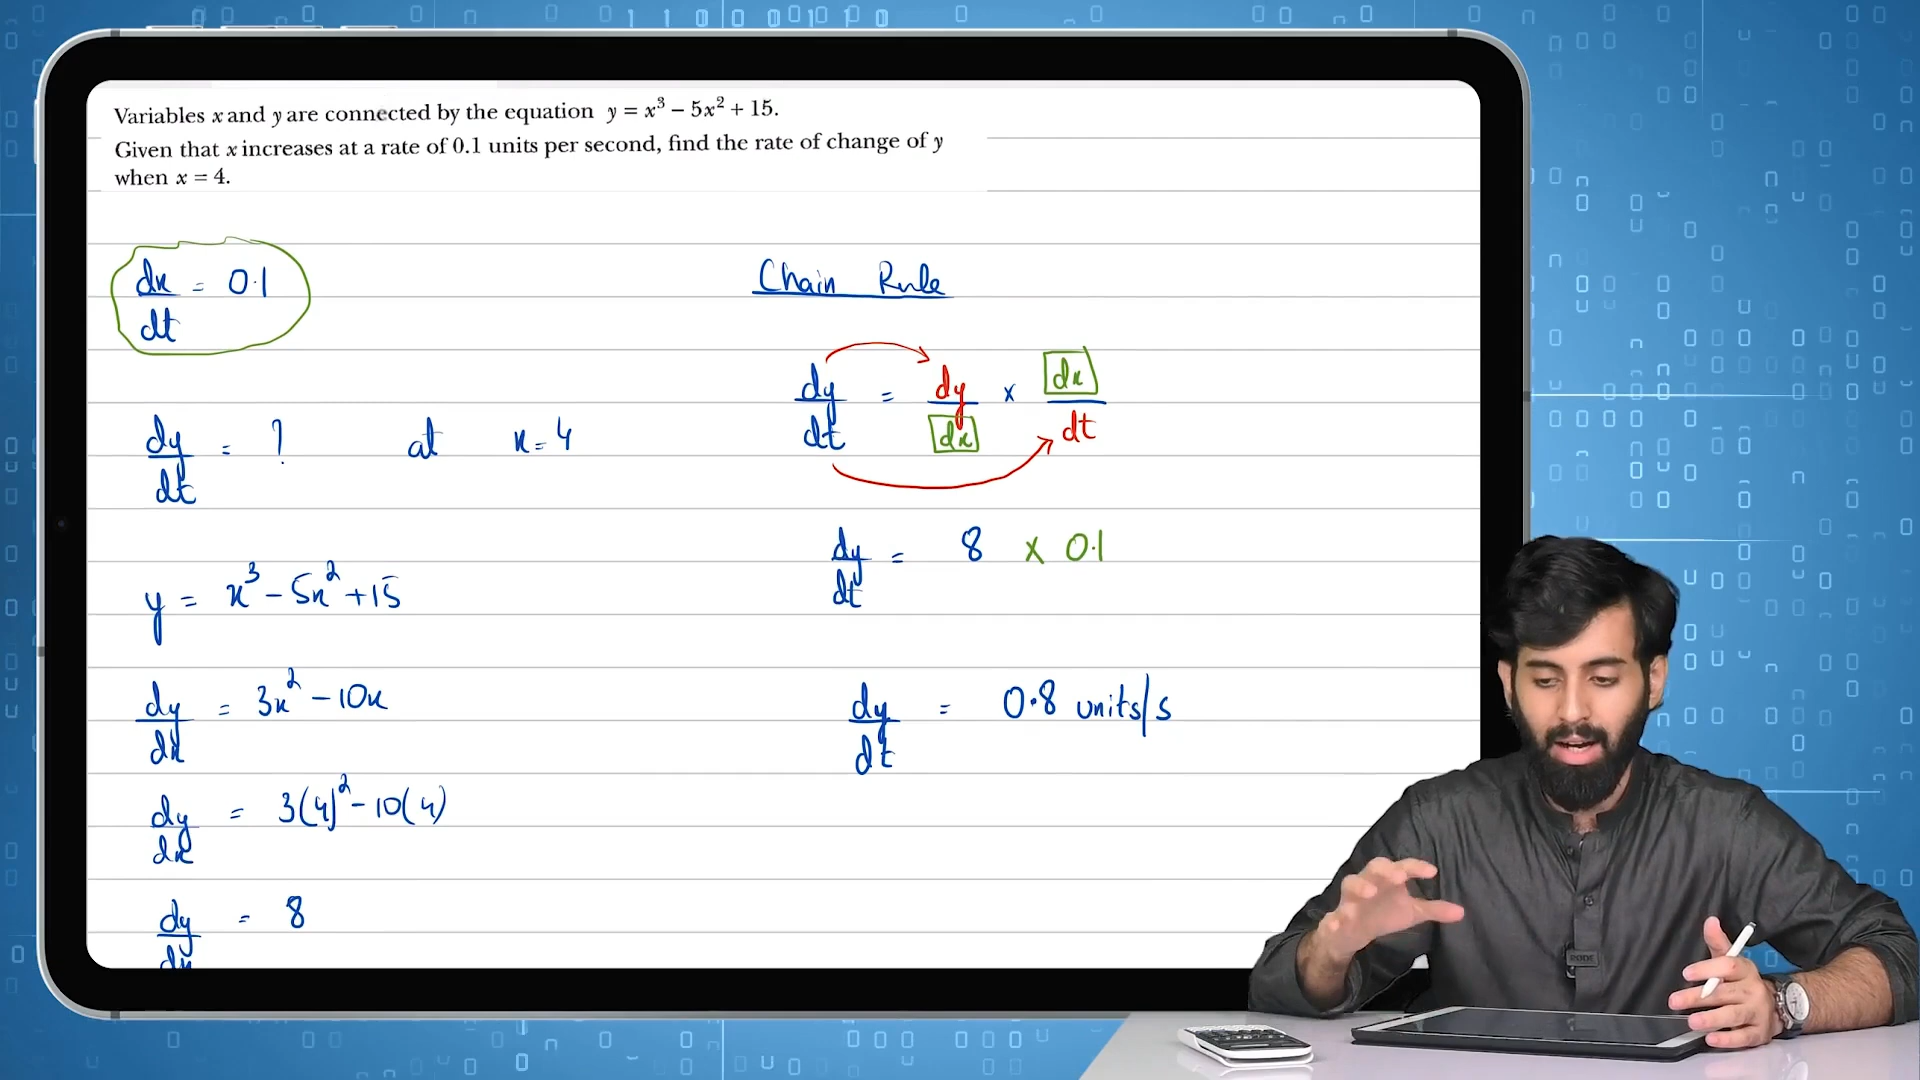 Variables x and y are connected by the equation y = x³ − 5x² + 15.
Given that x increases at a rate of 0.1 units per second, find the rate of change of y
when x = 4.
dx/dt = 0.1
dy/dt = ? at x = 4
y = x³ − 5x² + 15
dy/dx = 3x² − 10x
dy/dx = 3(4)² − 10(4)
dy/dx = 8
Chain Rule
dy/dt = dy/dx × dx/dt
dy/dt = 8 × 0.1
dy/dt = 0.8 units/s
RODE